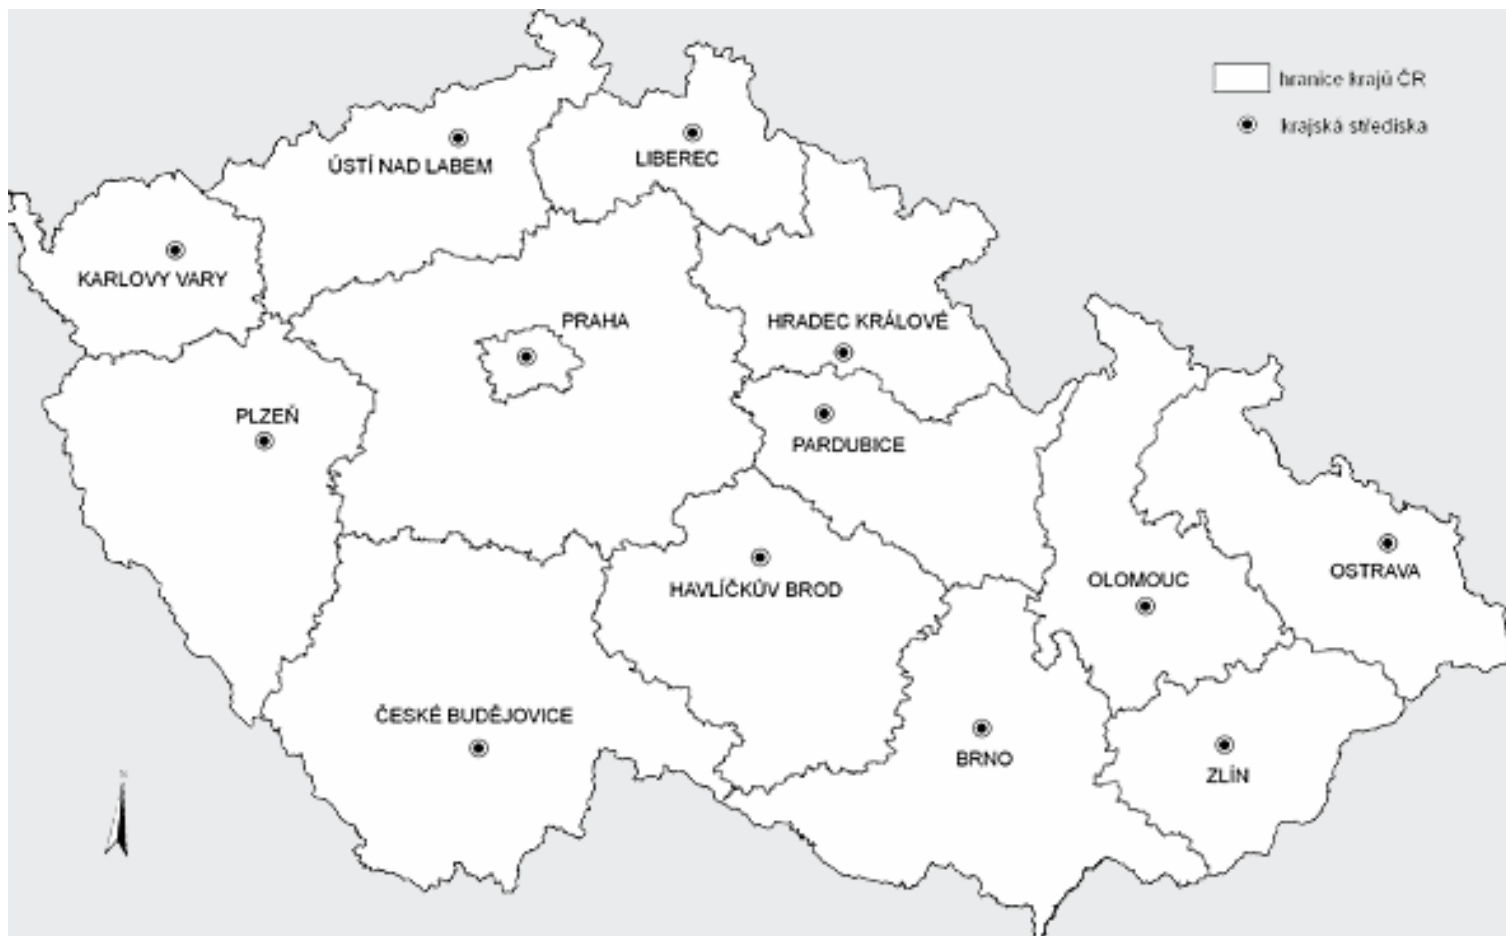 hranice krajů ČR
krajská střediska
ÚSTÍ NAD LABEM
LIBEREC
KARLOVY VARY
PRAHA
HRADEC KRÁLOVÉ
PLZEŇ
PARDUBICE
HAVLÍČKŮV BROD
OLOMOUC
OSTRAVA
ČESKÉ BUDĚJOVICE
BRNO
ZLÍN
N